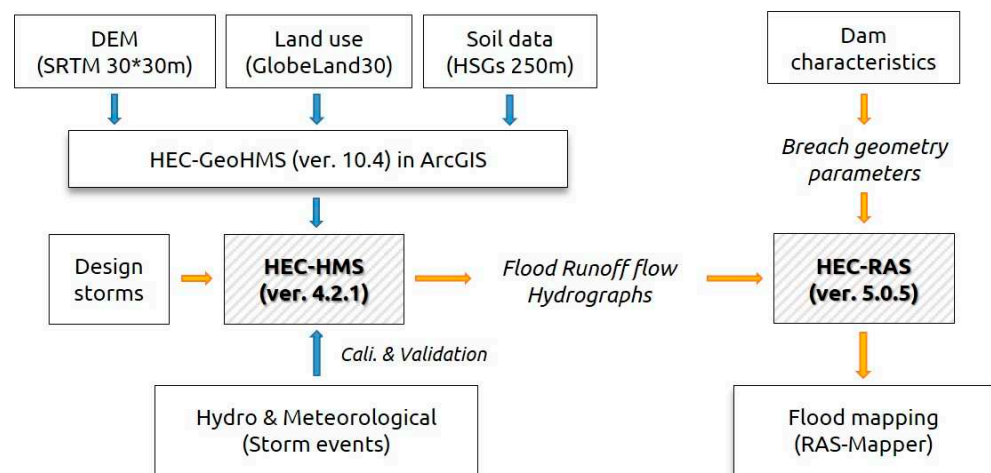 DEM
(SRTM 30*30m)
Land use
(GlobeLand30)
Soil data
(HSGs 250m)
Dam
characteristics
HEC-GeoHMS (ver. 10.4) in ArcGIS
Breach geometry
parameters
Design
storms
HEC-HMS
(ver. 4.2.1)
Flood Runoff flow
Hydrographs
HEC-RAS
(ver. 5.0.5)
Cali. & Validation
Hydro & Meteorological
(Storm events)
Flood mapping
(RAS-Mapper)